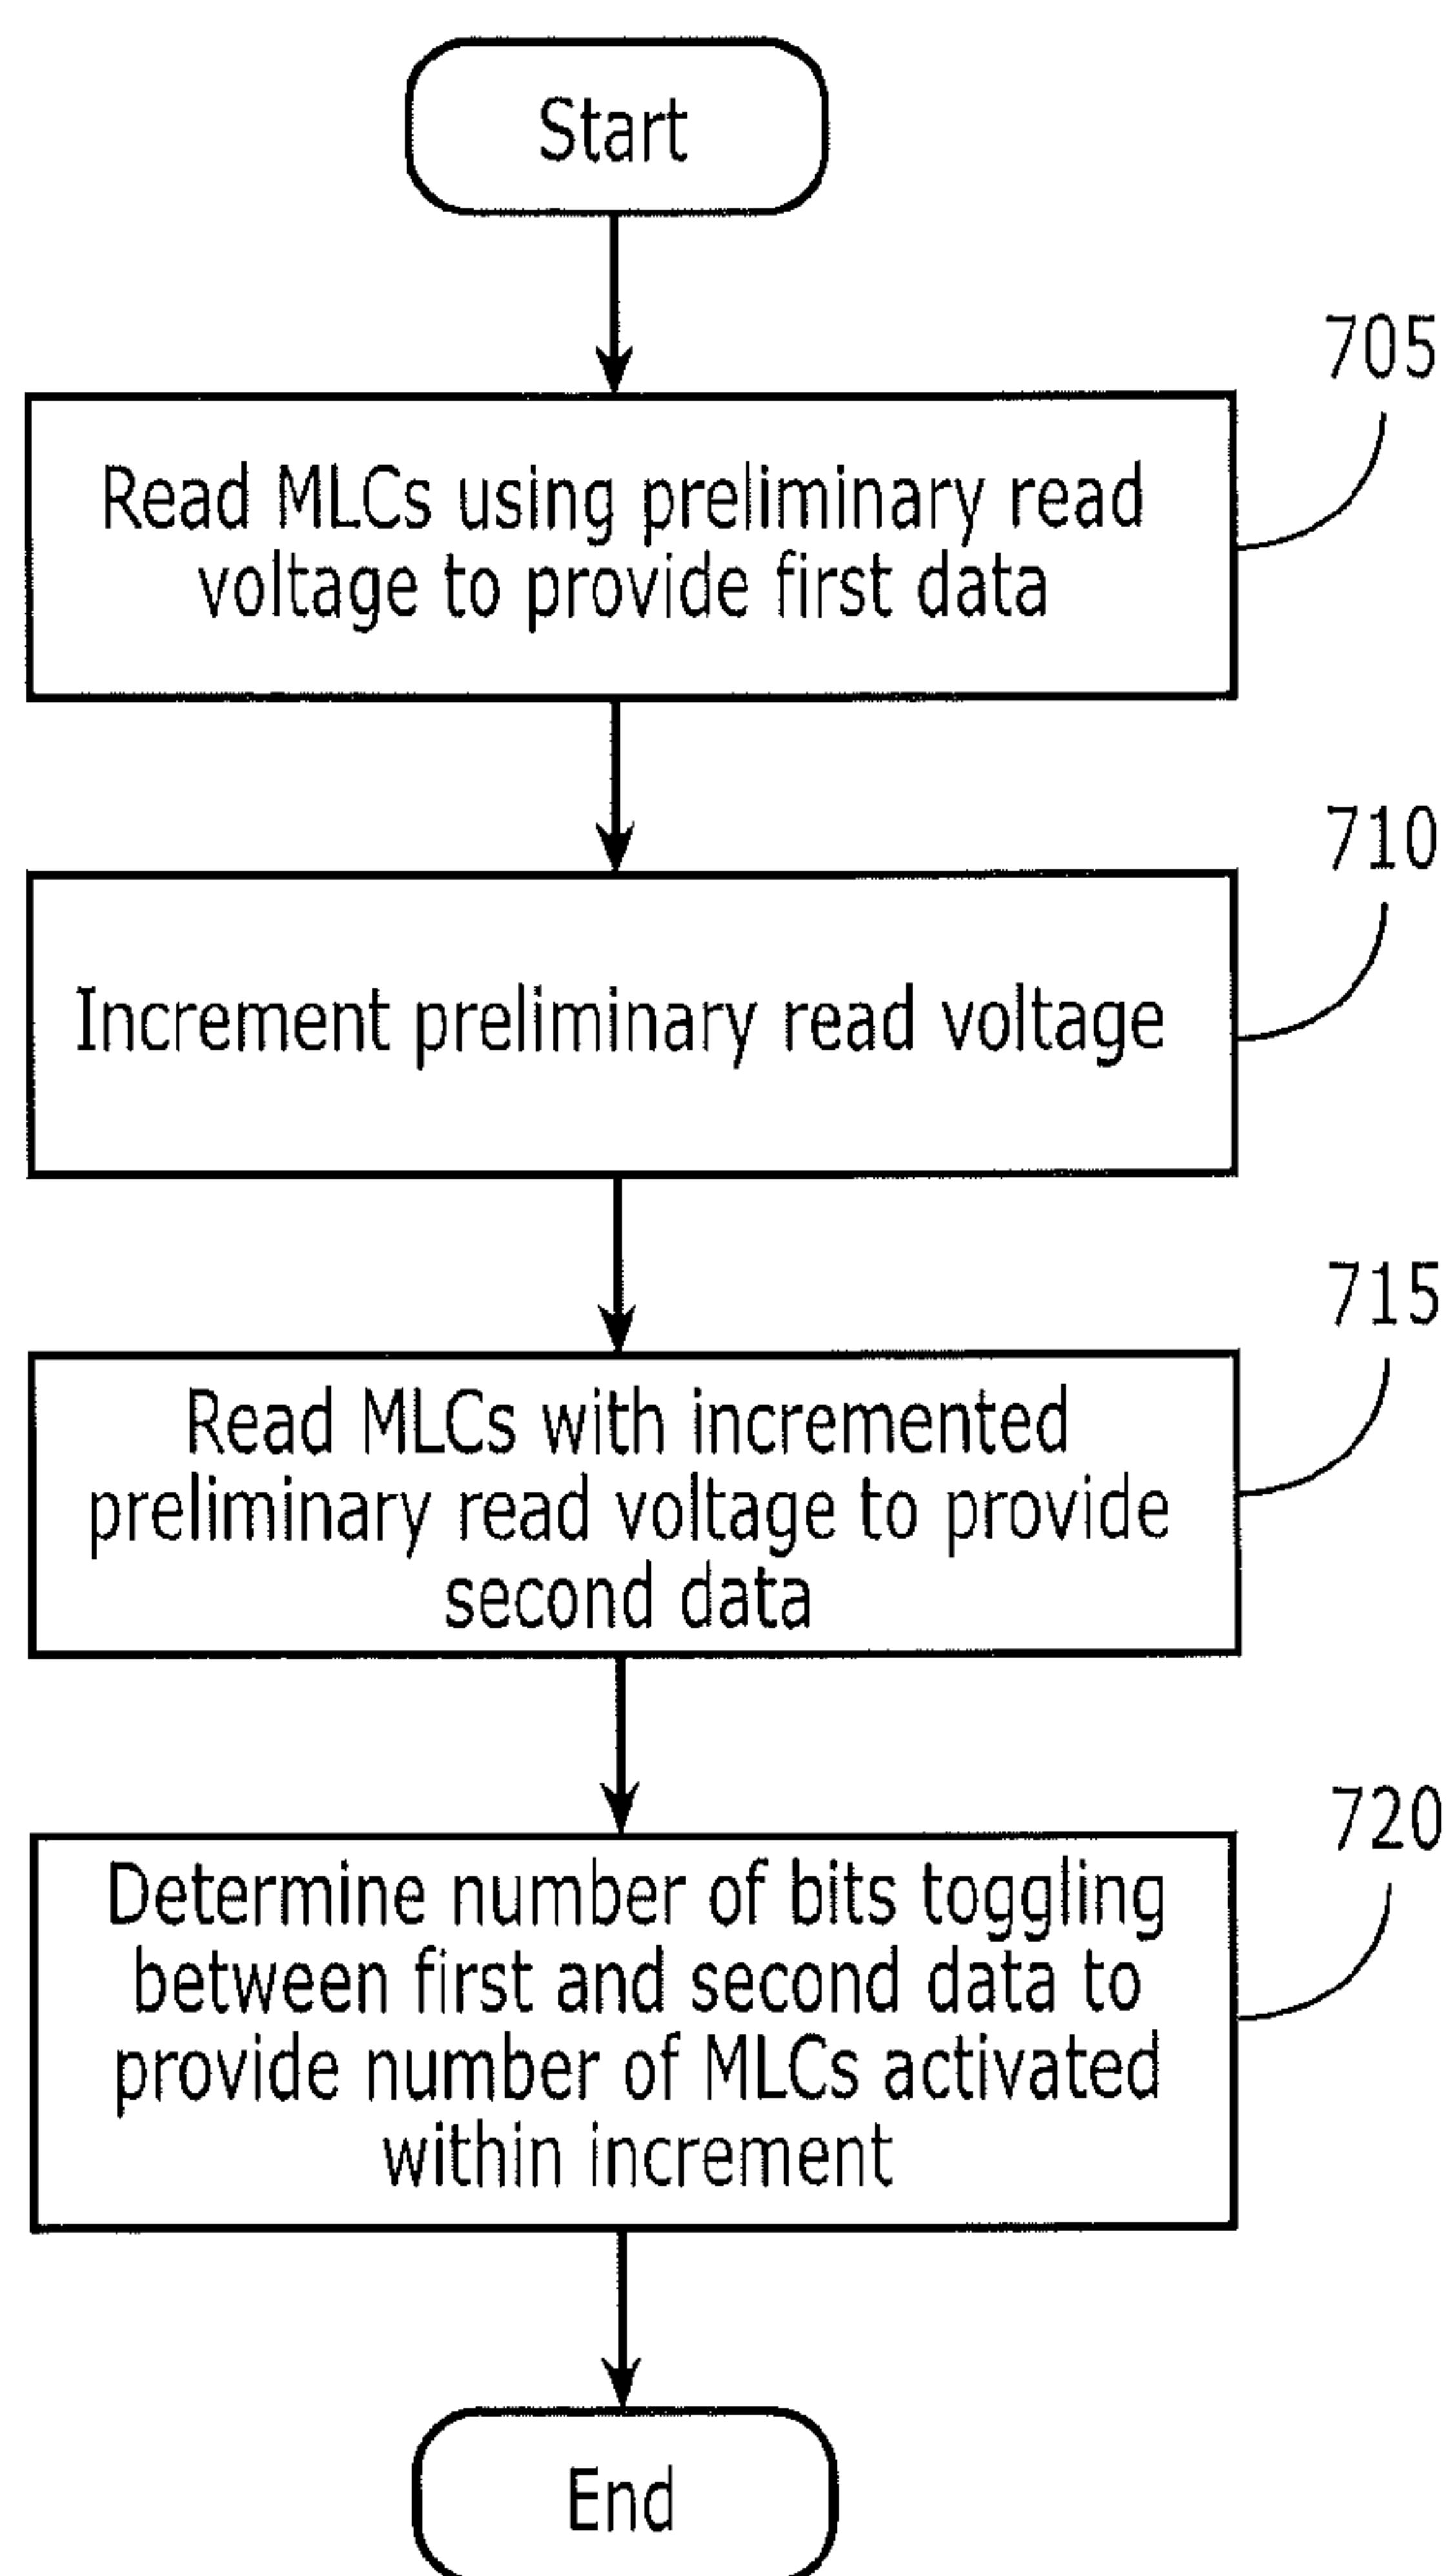 Start
705
Read MLCs using preliminary read
voltage to provide first data
710
Increment preliminary read voltage
715
Read MLCs with incremented
preliminary read voltage to provide
second data
720
Determine number of bits toggling
between first and second data to
provide number of MLCs activated
within increment
End